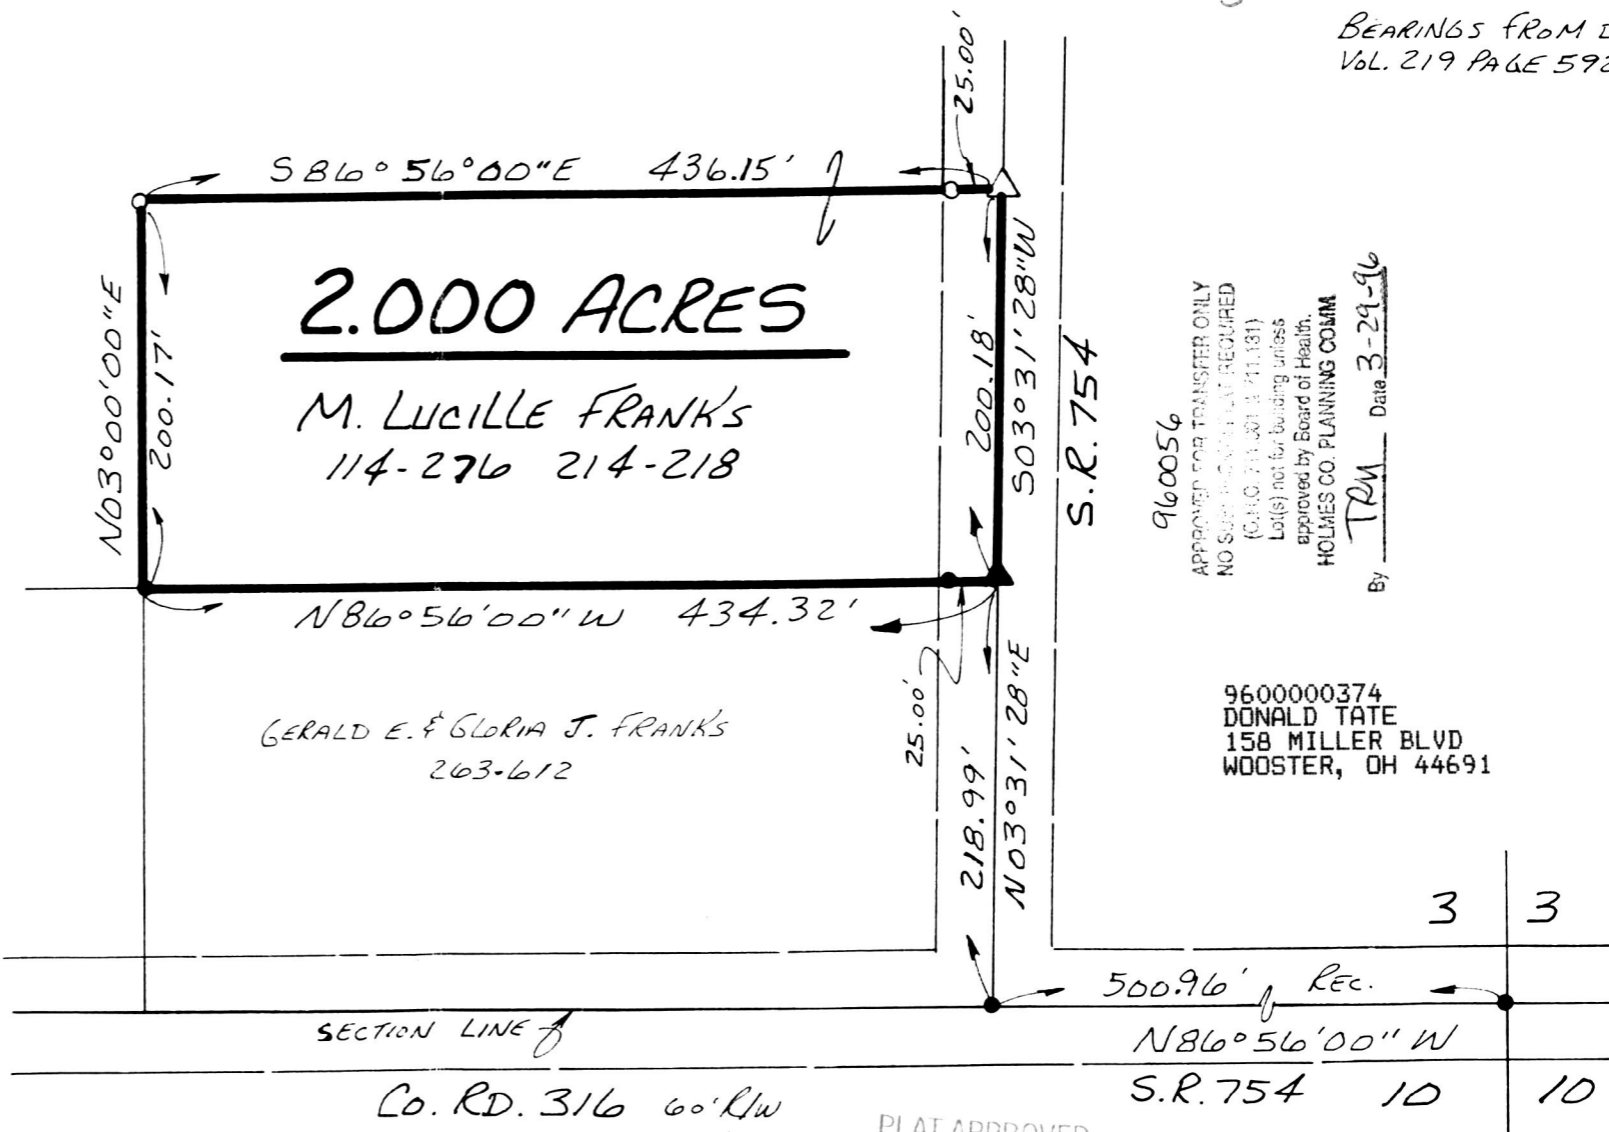 BEARINGS FROM
VOL. 219 PAGE 592
25.00'
S86°56°00"E 436.15'
N03°00'00"E
200.17'
2.000 ACRES
M. LUCILLE FRANKS
114-276 214-218
200.18'
S03°31'28"W
S.R. 754
960056
APPROVED FOR TRANSFER ONLY
NO REQUIRED
Lot(s) not for building unless
approved by Board of Health.
HOLMES CO. PLANNING COMM
By TRM Date 3-29-96
N86°56'00"W 434.32'
25.00'
GERALD E. & GLORIA J. FRANKS
263-612
218.99'
N03°31'28"E
9600000374
DONALD TATE
158 MILLER BLVD
WOOSTER, OH 44691
3 3
500.96' REC.
SECTION LINE
N86°56'00"W
CO. RD. 316 60' R/W
S.R. 754 10 10
PLAT APPROVED